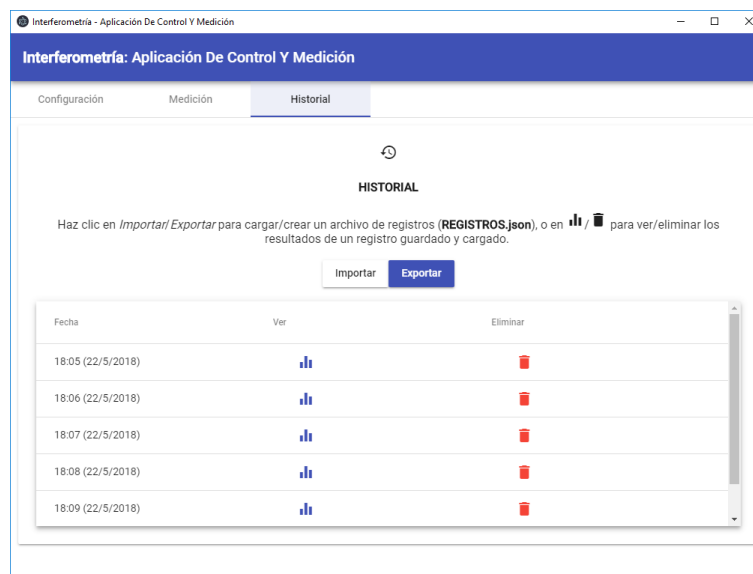 Interferometría - Aplicación De Control Y Medición
Interferometría: Aplicación De Control Y Medición
Configuración Medición Historial
HISTORIAL
Haz clic en Importar/Exportar para cargar/crear un archivo de registros (REGISTROS.json), o en / para ver/eliminar los
resultados de un registro guardado y cargado.
Importar Exportar
Fecha Ver Eliminar
18:05 (22/5/2018)
18:06 (22/5/2018)
18:07 (22/5/2018)
18:08 (22/5/2018)
18:09 (22/5/2018)